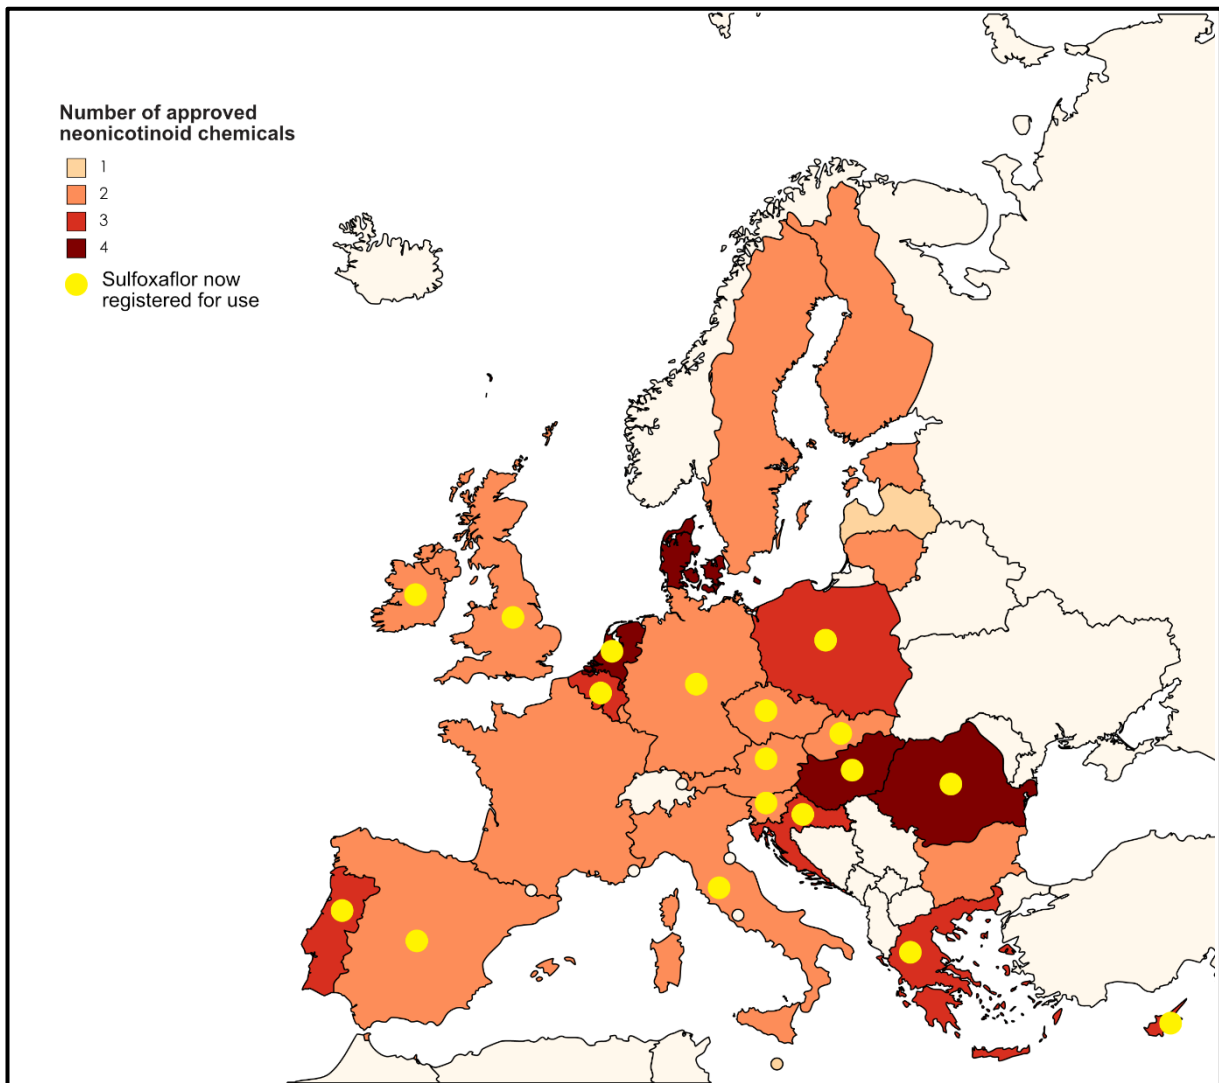 Number of approved
neonicotinoid chemicals
1
2
3
4
Sulfoxaflor now
registered for use